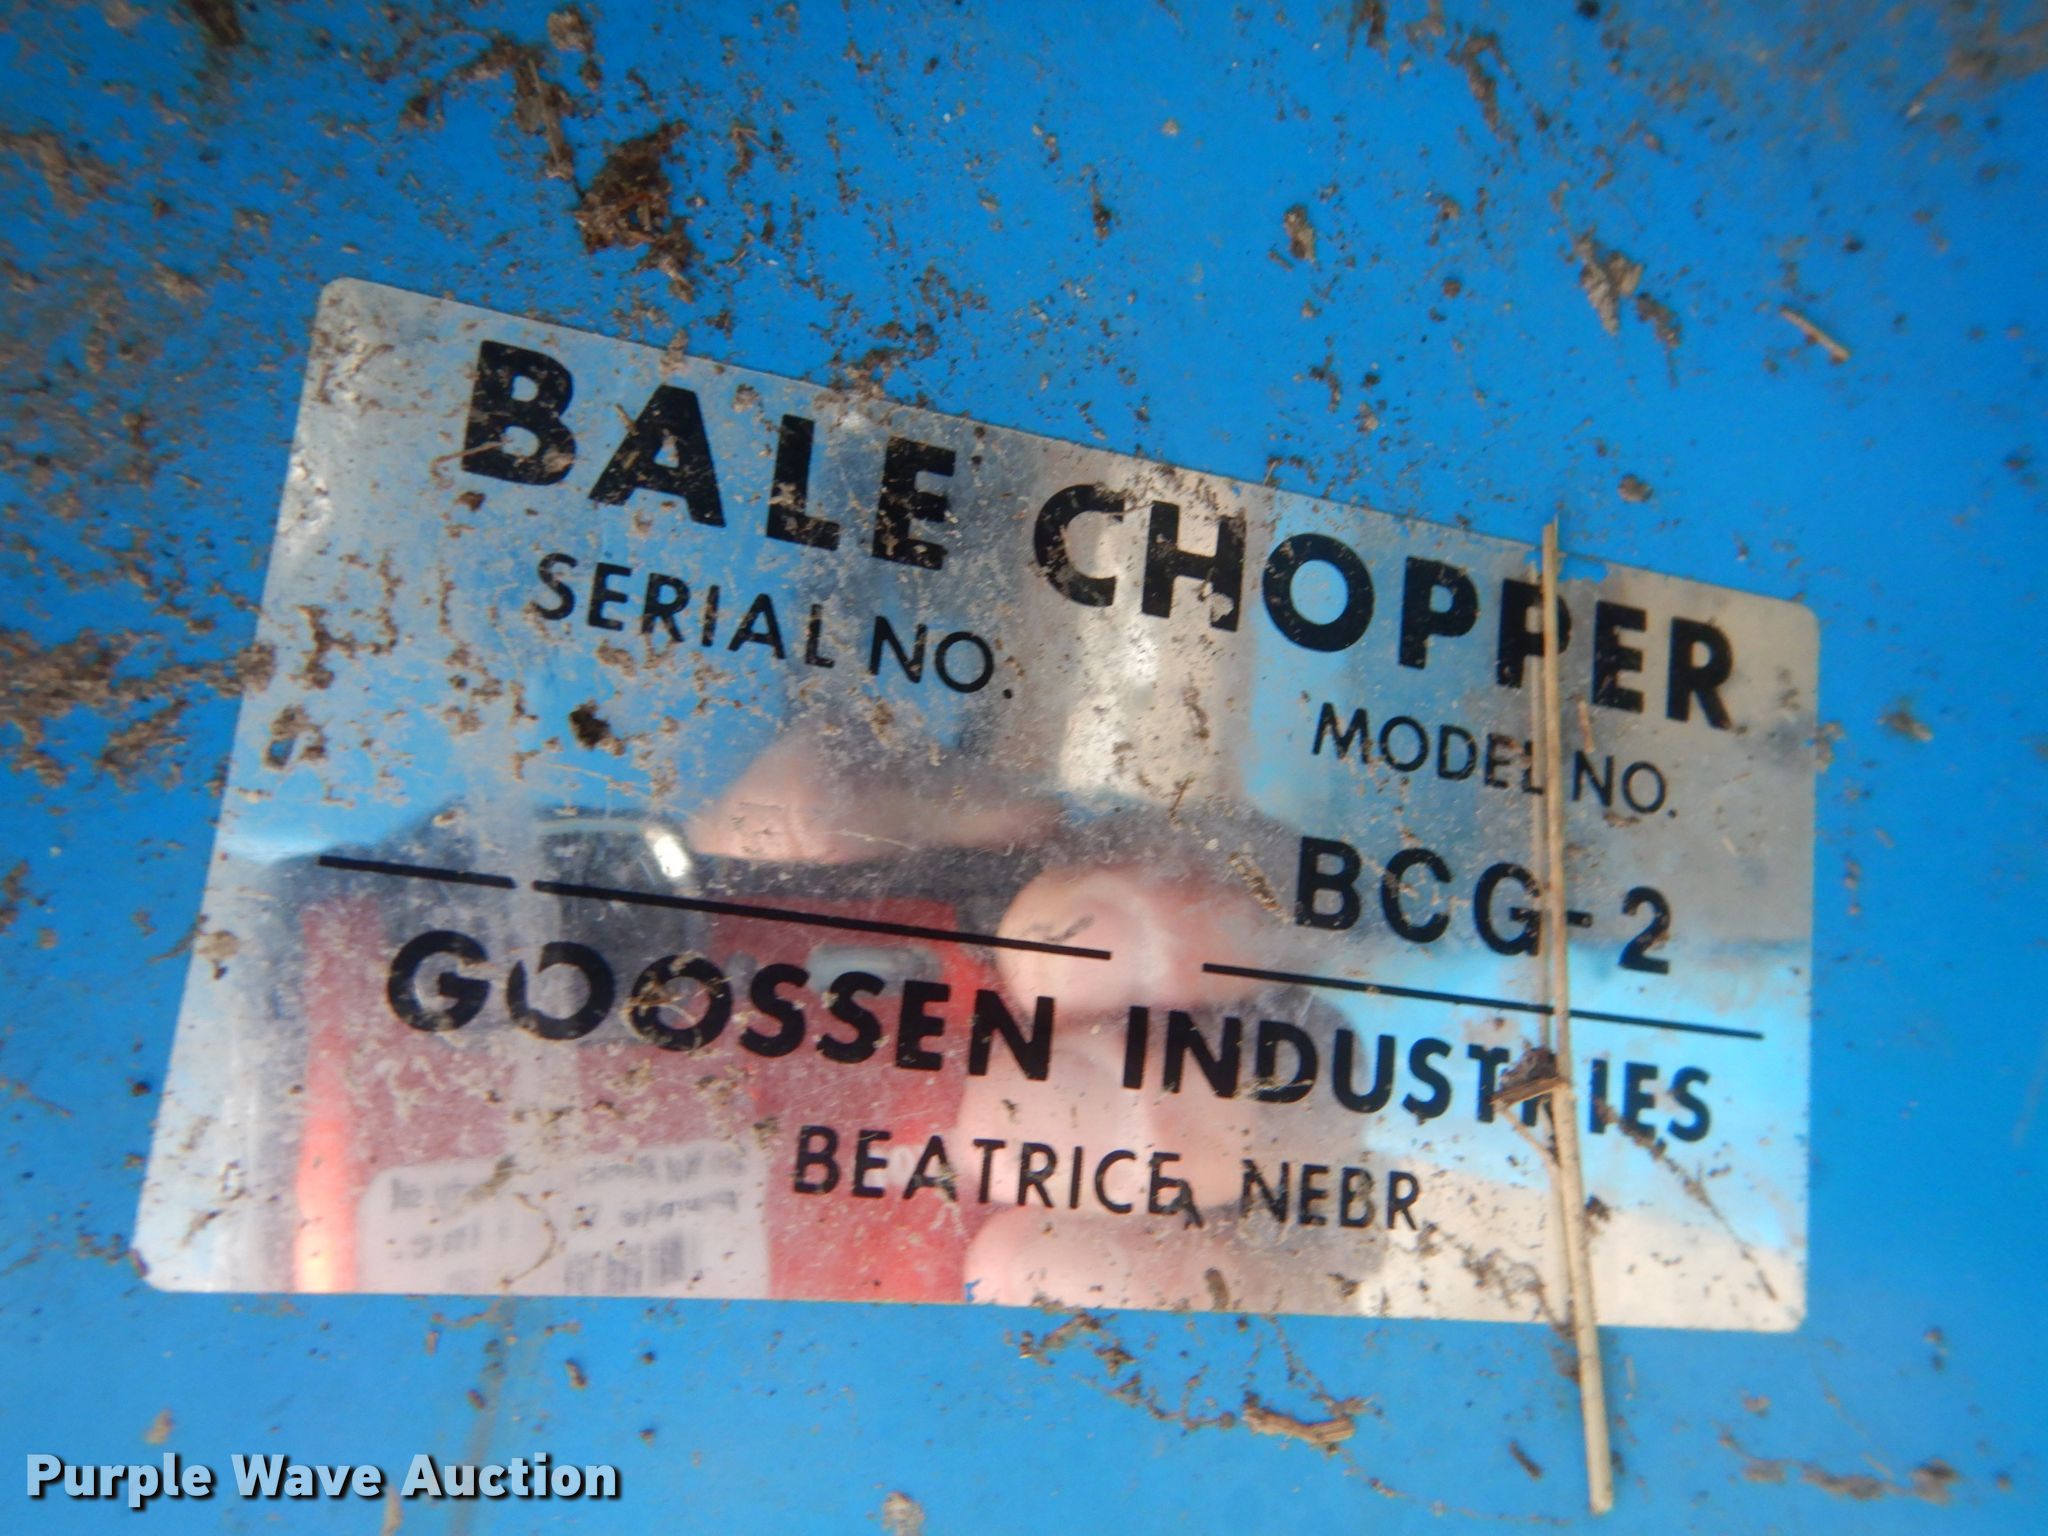 BALE CHOPPER
SERIAL NO.
MODEL NO.
BCG-2
GOOSSEN INDUSTRIES
BEATRICE, NEBR.
Purple Wave Auction